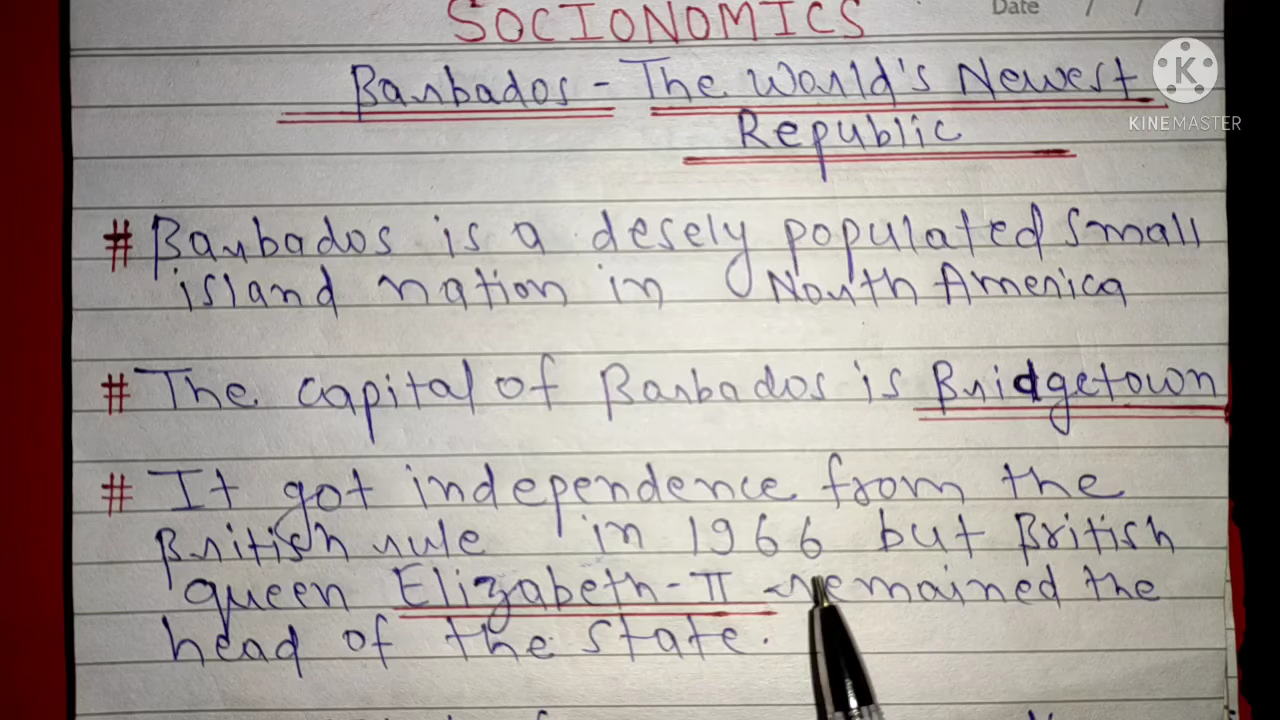 SOCIONOMICS
Date / /
K
KINEMASTER
Barbados - The World's Newest
Republic
# Barbados is a desely populated small
island nation in North America
# The capital of Barbados is Bridgetown
# It got independence from the
British rule in 1966 but British
queen Elizabeth-II remained the
head of the state.